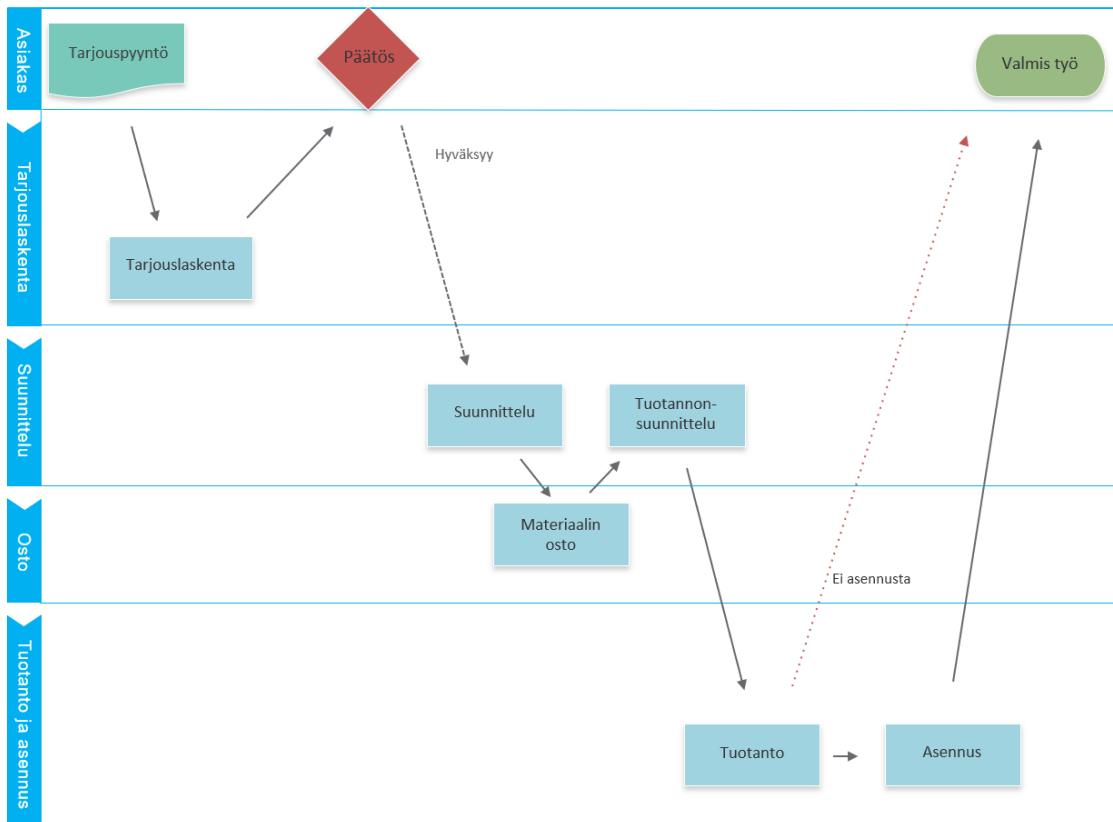 Asiakas
Tarjouspyyntö
Päätös
Valmis työ
Tarjouslaskenta
Hyväksyy
Tarjouslaskenta
Suunnittelu
Suunnittelu
Tuotannon-
suunnittelu
Osto
Materiaalin
osto
Ei asennusta
Tuotanto ja asennus
Tuotanto
Asennus